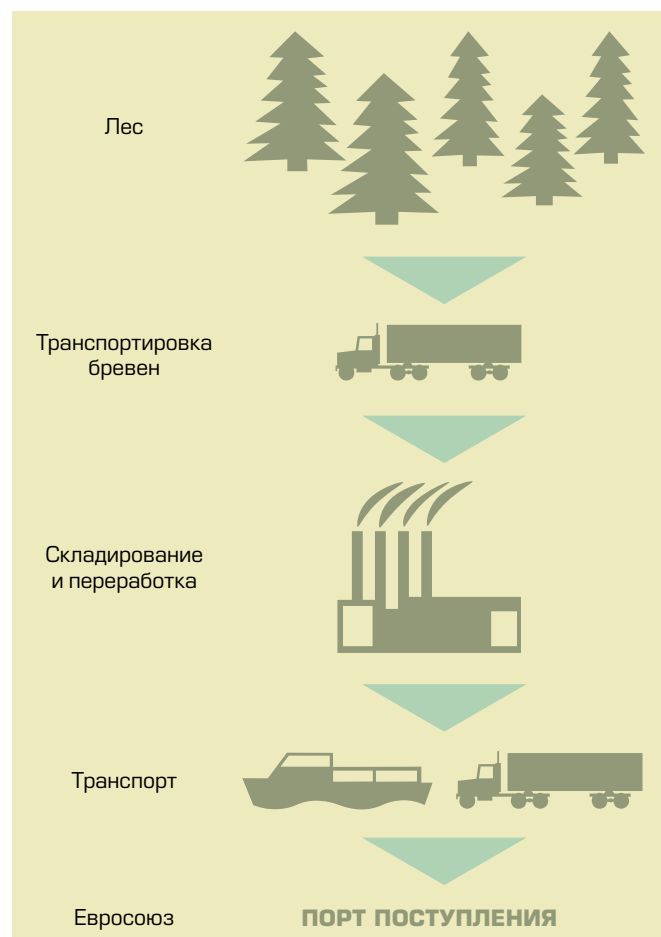 Лес
Транспортировка
бревен
Складирование
и переработка
Транспорт
Евросоюз
ПОРТ ПОСТУПЛЕНИЯ